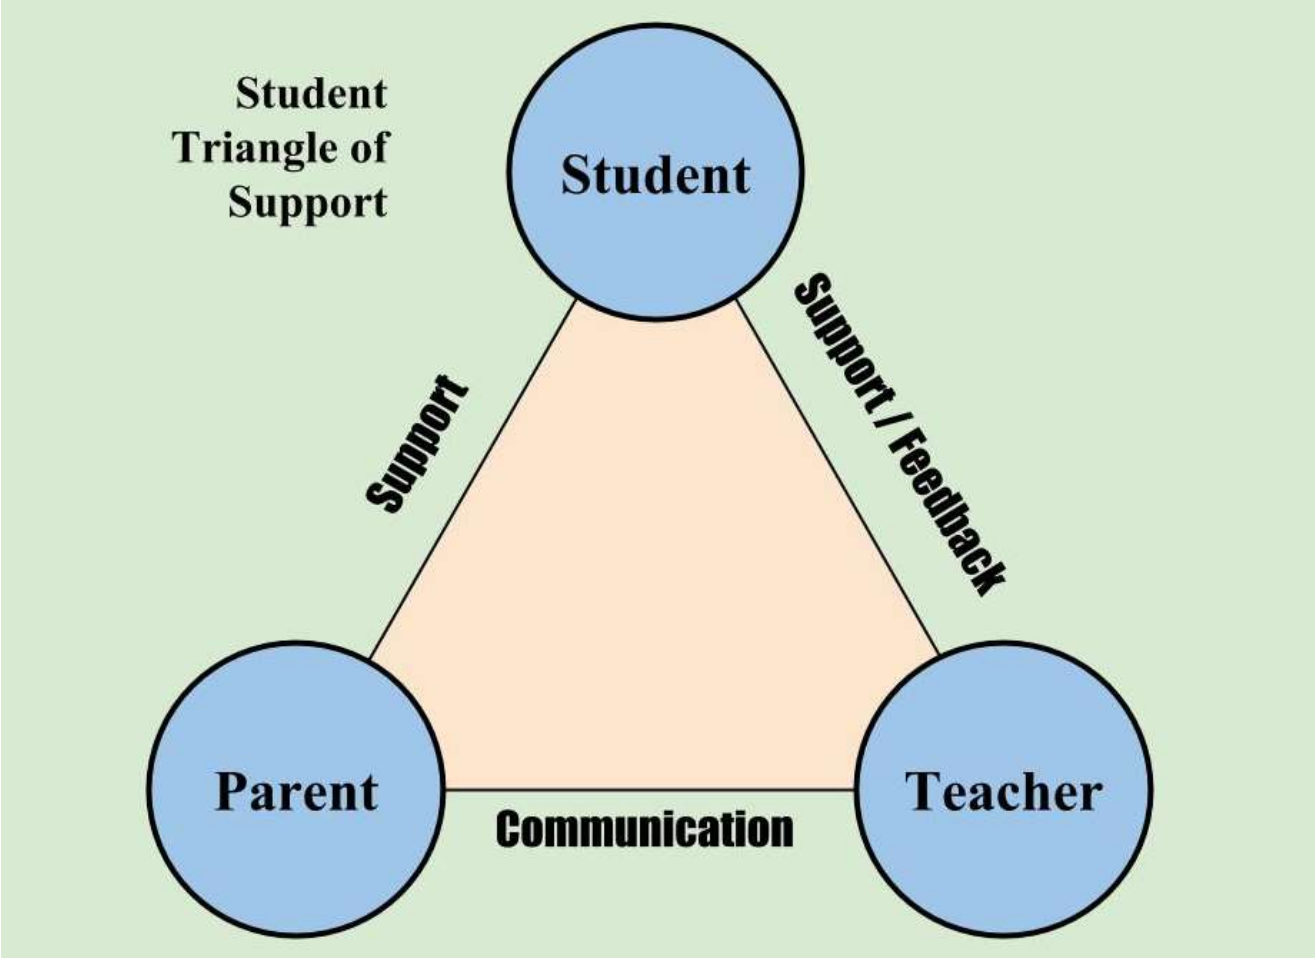 Student
Triangle of
Support
Student
Support
Support / Feedback
Parent
Communication
Teacher